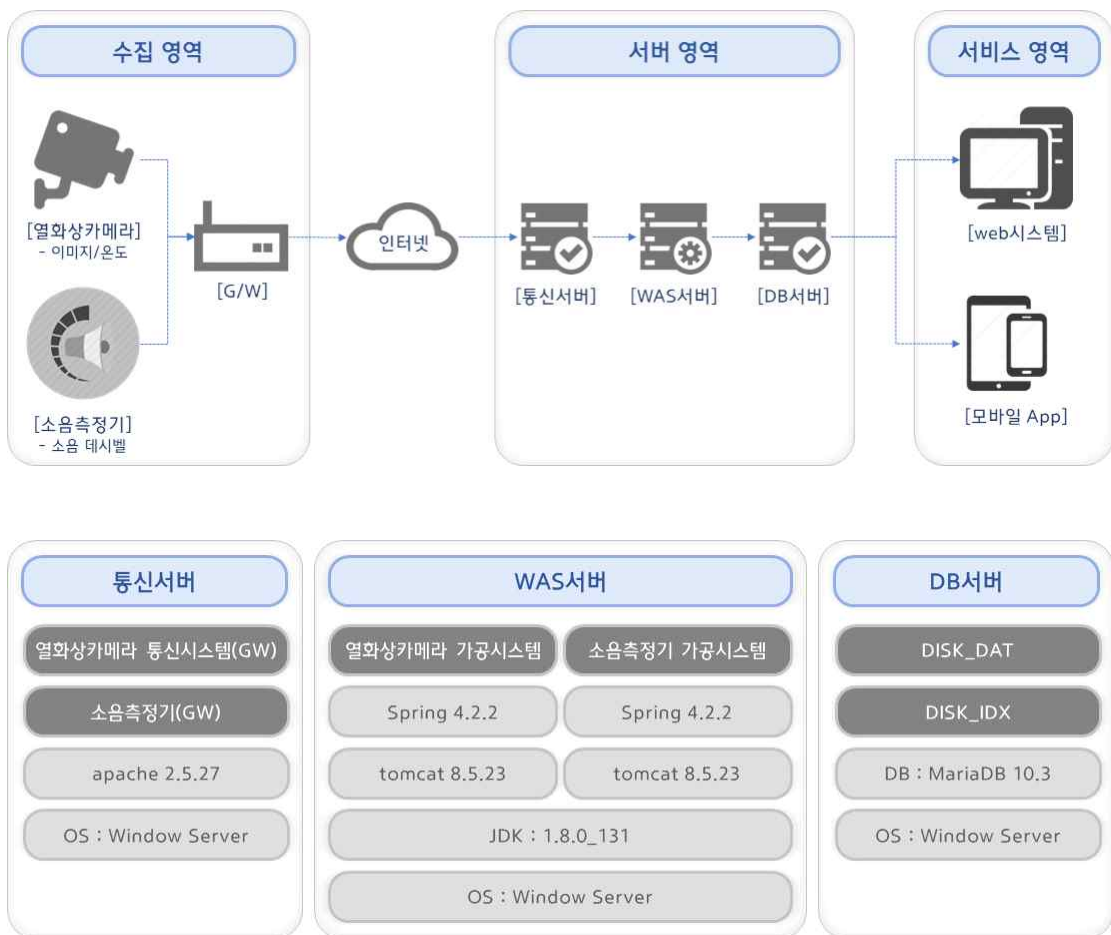 수집 영역
서버 영역
서비스 영역
[열화상카메라]
- 이미지/온도
[G/W]
인터넷
[통신서버]
[WAS서버]
[DB서버]
[web시스템]
[소음측정기]
- 소음 데시벨
[모바일 App]
통신서버
열화상카메라 통신시스템(GW)
소음측정기(GW)
apache 2.5.27
OS : Window Server
WAS서버
열화상카메라 가공시스템
소음측정기 가공시스템
Spring 4.2.2
Spring 4.2.2
tomcat 8.5.23
tomcat 8.5.23
JDK : 1.8.0_131
OS : Window Server
DB서버
DISK_DAT
DISK_IDX
DB : MariaDB 10.3
OS : Window Server